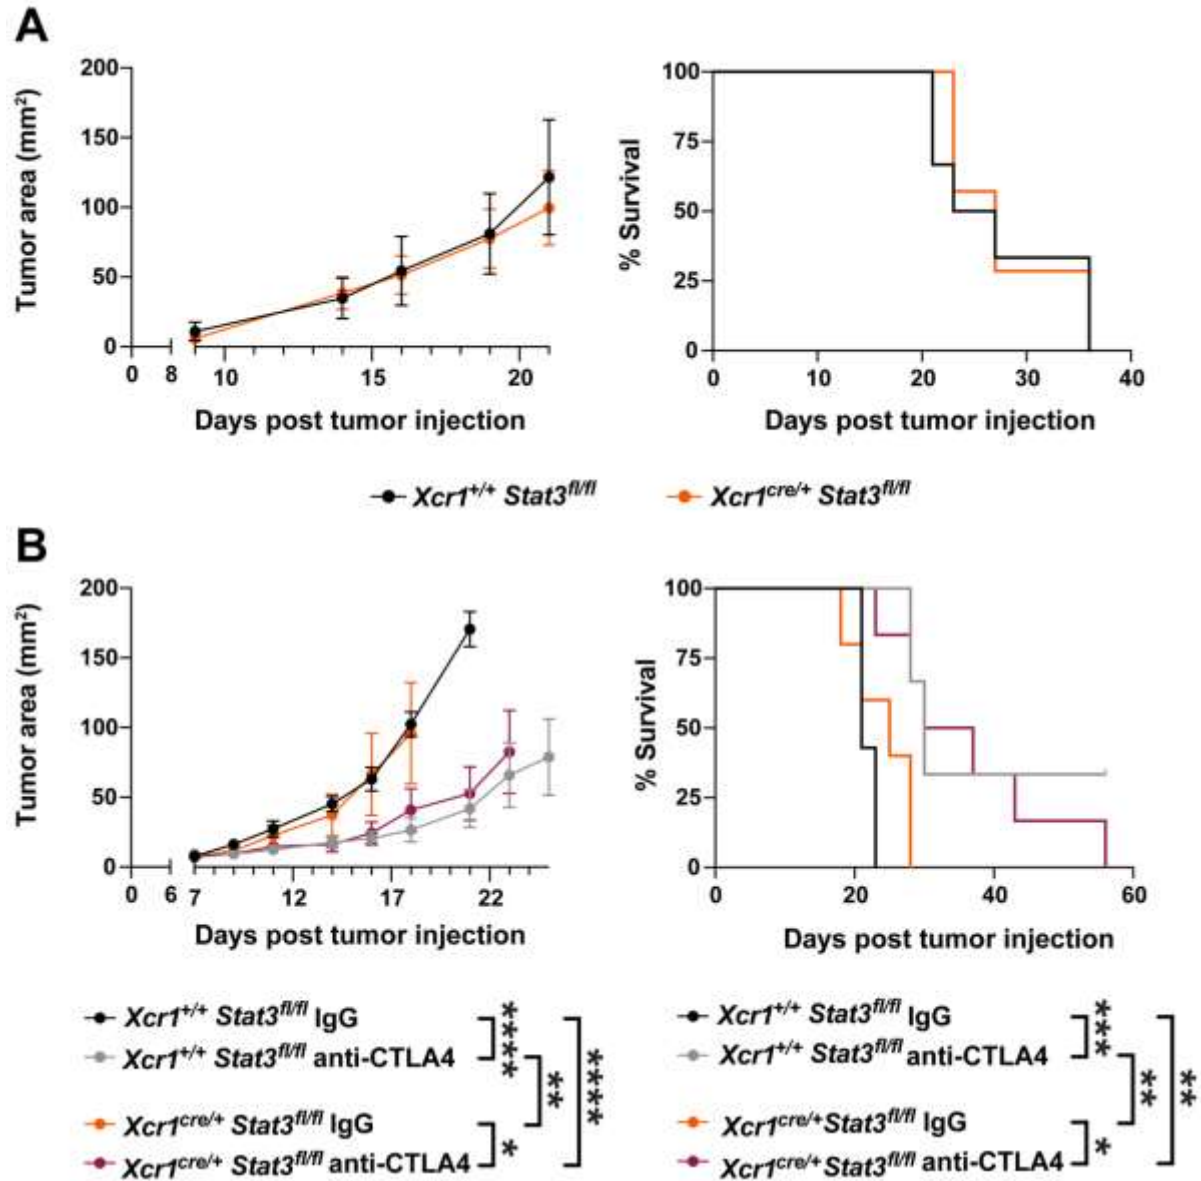 A
Tumor area (mm²)
200
150
100
50
0
0 8 10 15 20
Days post tumor injection
% Survival
100
75
50
25
0
0 10 20 30 40
Days post tumor injection
Xcr1+/+ Stat3fl/fl
Xcr1cre/+ Stat3fl/fl
B
Tumor area (mm²)
200
150
100
50
0
0 6 7 12 17 22
Days post tumor injection
% Survival
100
75
50
25
0
0 20 40 60
Days post tumor injection
Xcr1+/+ Stat3fl/fl IgG
Xcr1+/+ Stat3fl/fl anti-CTLA4
Xcr1cre/+ Stat3fl/fl IgG
Xcr1cre/+ Stat3fl/fl anti-CTLA4
****
**
*
****
Xcr1+/+ Stat3fl/fl IgG
Xcr1+/+ Stat3fl/fl anti-CTLA4
Xcr1cre/+ Stat3fl/fl IgG
Xcr1cre/+ Stat3fl/fl anti-CTLA4
***
**
*
**